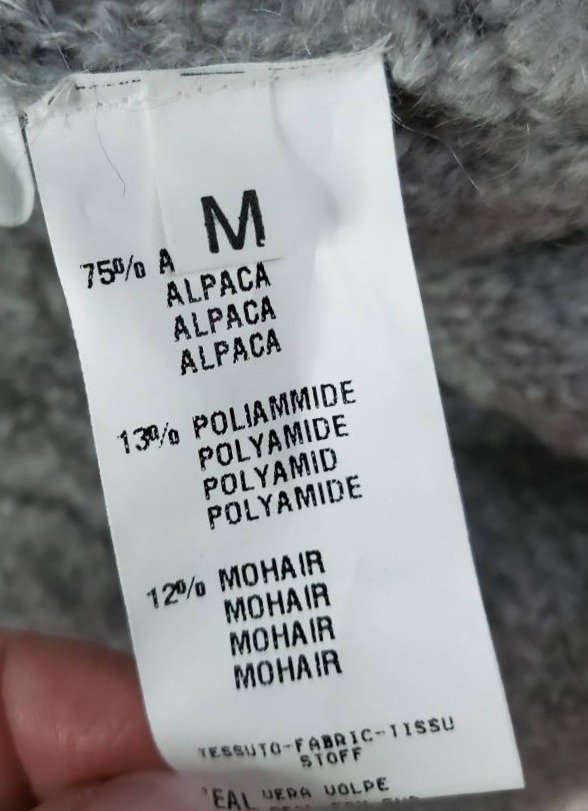 M
75% A
ALPACA
ALPACA
ALPACA
13% POLIAMMIDE
POLYAMIDE
POLYAMID
POLYAMIDE
12% MOHAIR
MOHAIR
MOHAIR
MOHAIR
TESSUTO-FABRIC-TISSU
STOFF
EAL VERA VOLPE